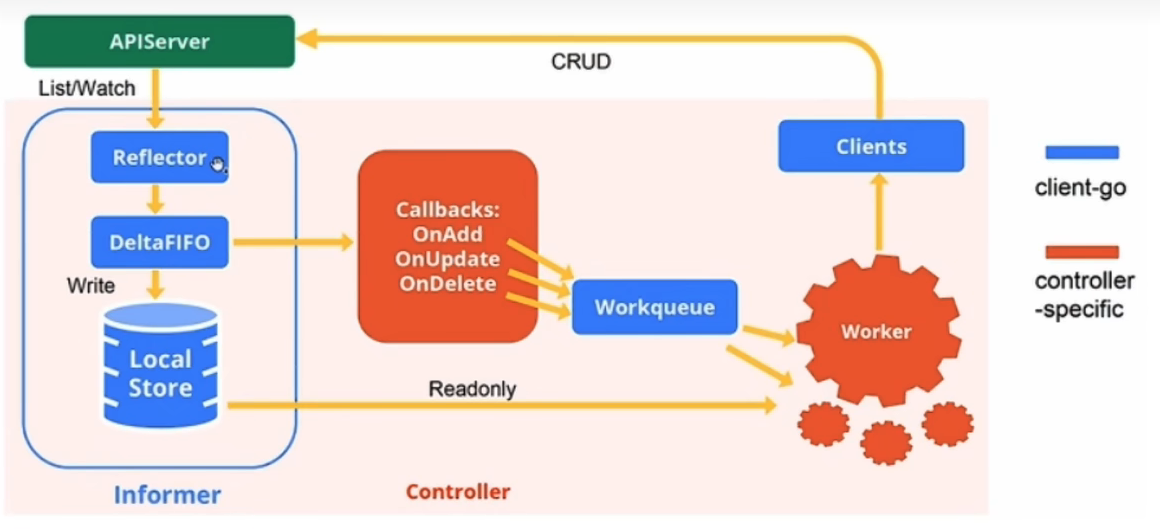 APIServer
CRUD
List/Watch
Reflector
Clients
client-go
Callbacks:
OnAdd
OnUpdate
OnDelete
DeltaFIFO
Write
Workqueue
controller
-specific
Worker
Local
Store
Readonly
Informer
Controller